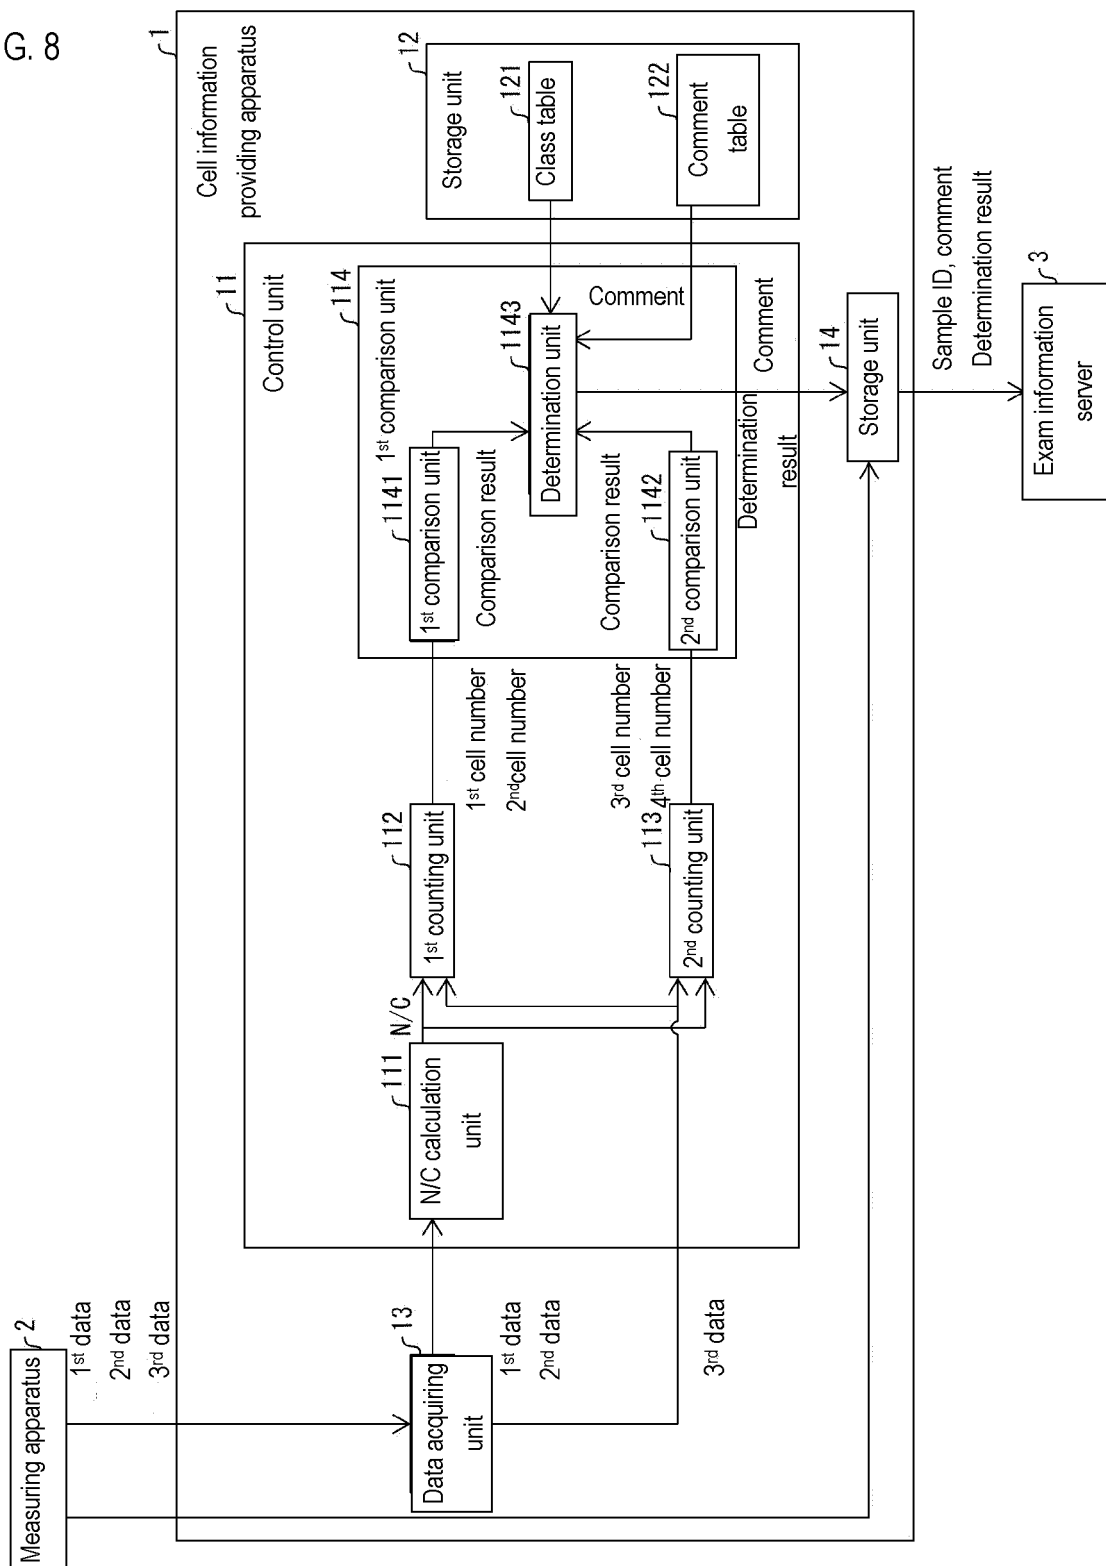 G. 8
Measuring apparatus
2
1st data
2nd data
3rd data
1
Cell information
providing apparatus
13
Data acquiring
unit
1st data
2nd data
3rd data
11
Control unit
111
N/C calculation
unit
N/C
112
1st counting unit
113
2nd counting unit
1st cell number
2ndcell number
3rd cell number
4th cell number
114
1st comparison unit
1141
1st comparison unit
Comparison result
1142
2nd comparison unit
Comparison result
1143
Determination unit
Comment
12
Storage unit
121
Class table
122
Comment
table
Determination
result
Comment
14
Storage unit
Sample ID, comment
Determination result
3
Exam information
server